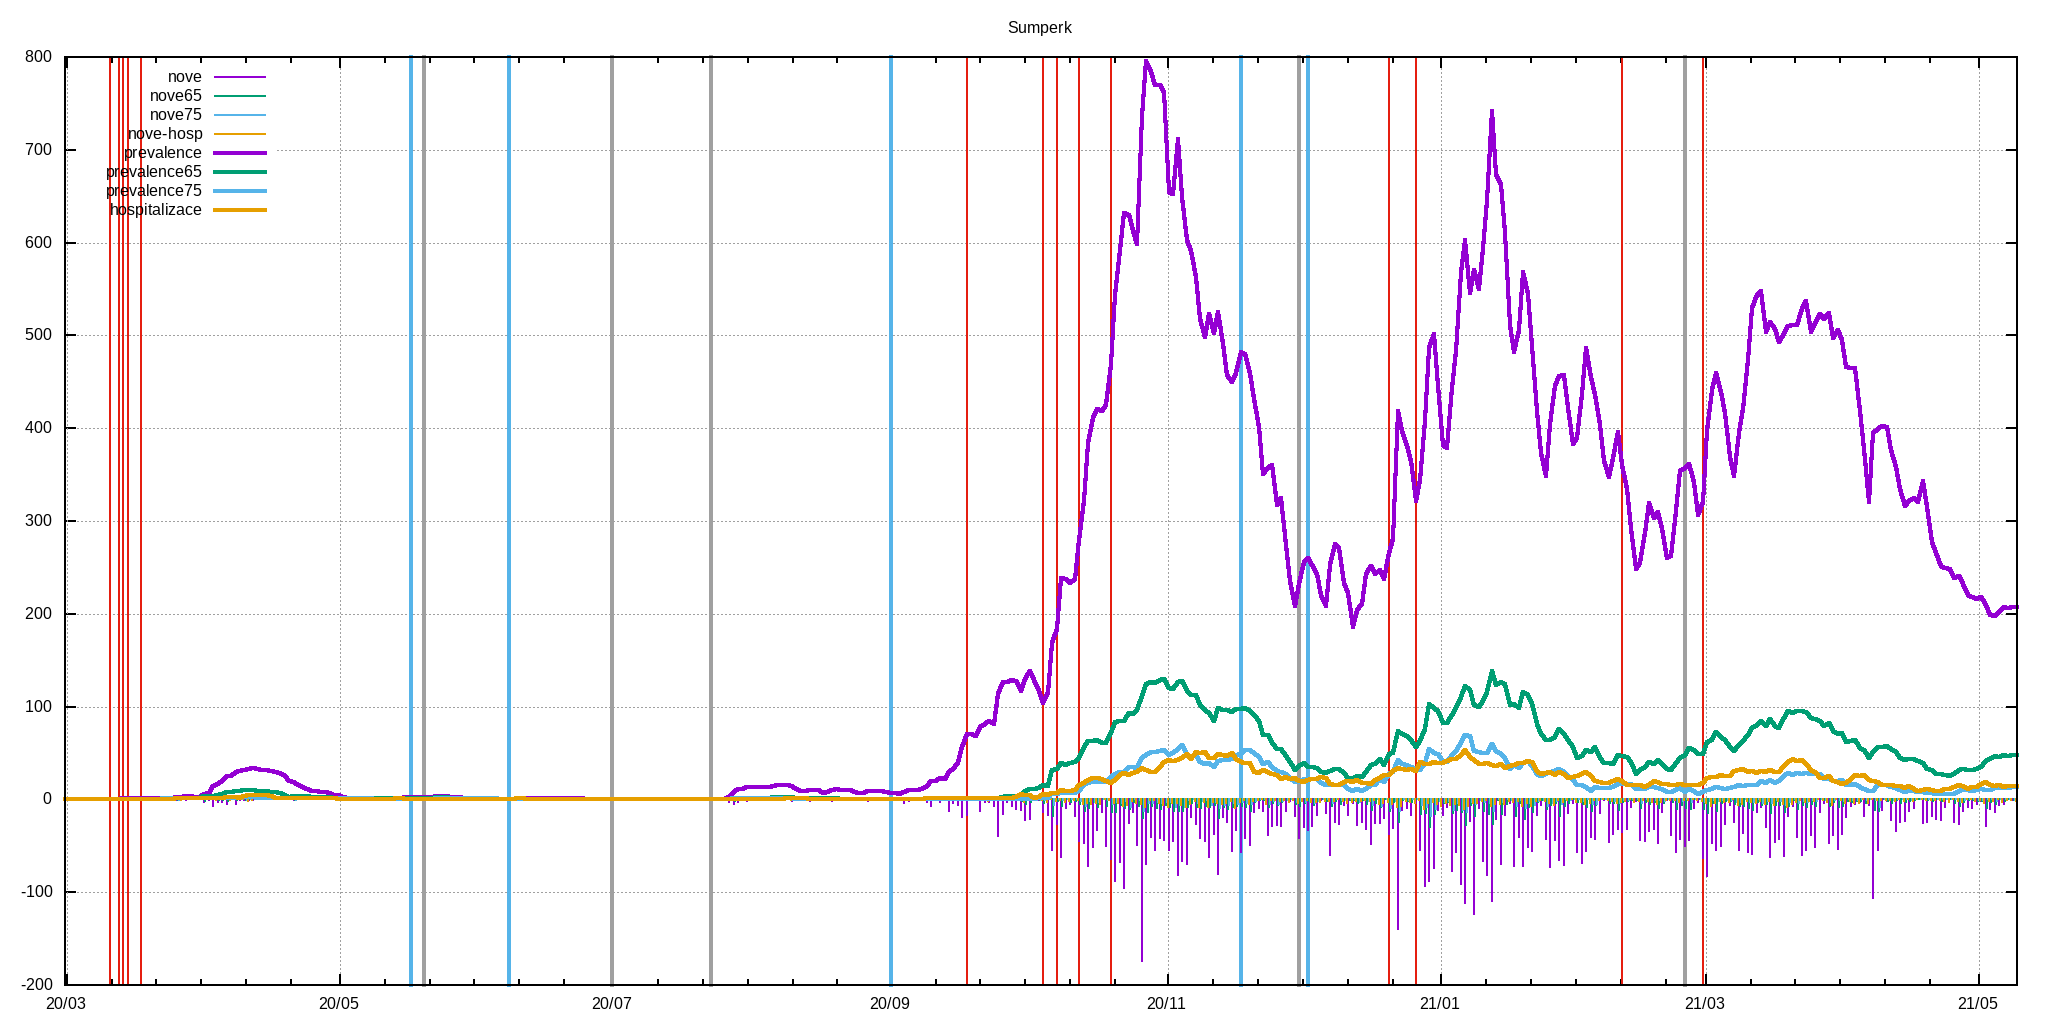 Sumperk
800
700
600
500
400
300
200
100
0
-100
-200
nove
nove65
nove75
nove-hosp
prevalence
prevalence65
prevalence75
hospitalizace
20/03
20/05
20/07
20/09
20/11
21/01
21/03
21/05